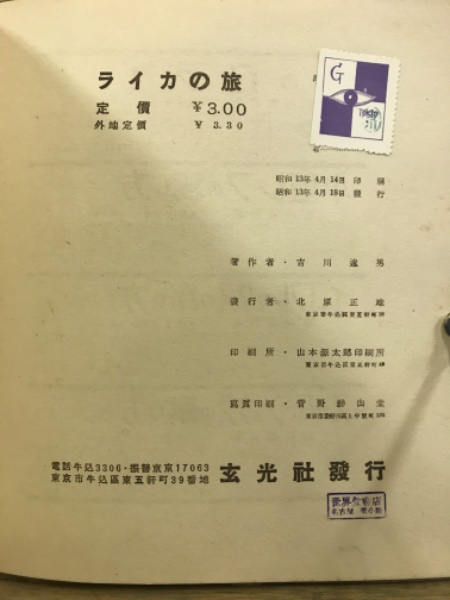 ライカの旅
定價 ¥3.00
外地定價 ¥3.30
G
昭和13年4月14日 印刷
昭和13年4月18日 發行
著作者・吉川速男
發行者・北原正雄
印刷所・山本源太郎印刷所
寫眞印刷・菅野
電話牛込3306・振替東京17063
東京市牛込區東五軒町39番地
玄光社發行
名古屋